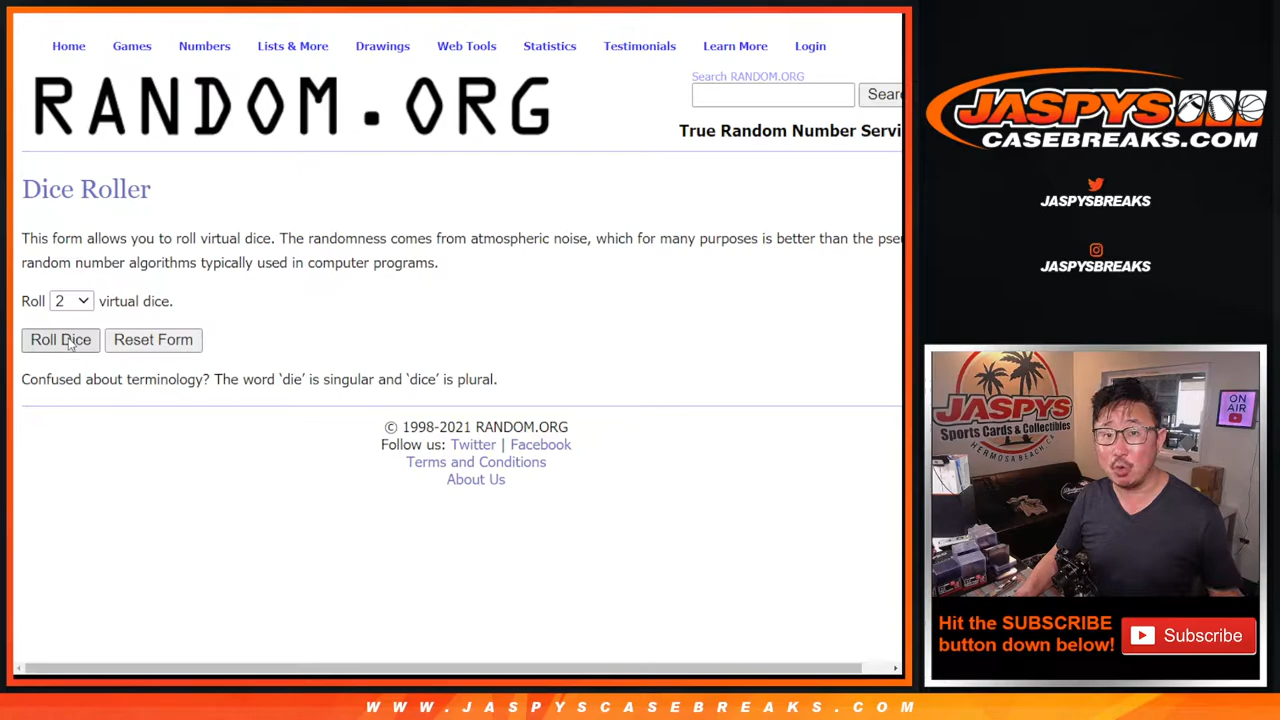 Home Games Numbers Lists & More Drawings Web Tools Statistics Testimonials Learn More Login
RANDOM.ORG
Search RANDOM.ORG
Sear
True Random Number Servi
Dice Roller
This form allows you to roll virtual dice. The randomness comes from atmospheric noise, which for many purposes is better than the pse
random number algorithms typically used in computer programs.
Roll 2 virtual dice.
Roll Dice Reset Form
Confused about terminology? The word ‘die’ is singular and ‘dice’ is plural.
© 1998-2021 RANDOM.ORG
Follow us: Twitter | Facebook
Terms and Conditions
About Us
JASPYS
CASEBREAKS.COM
JASPYSBREAKS
JASPYSBREAKS
JASPYS
Sports Cards & Collectibles
HERMOSA BEACH, CA
ON
AIR
Hit the SUBSCRIBE
button down below!
Subscribe
WWW.JASPYSCASEBREAKS.COM